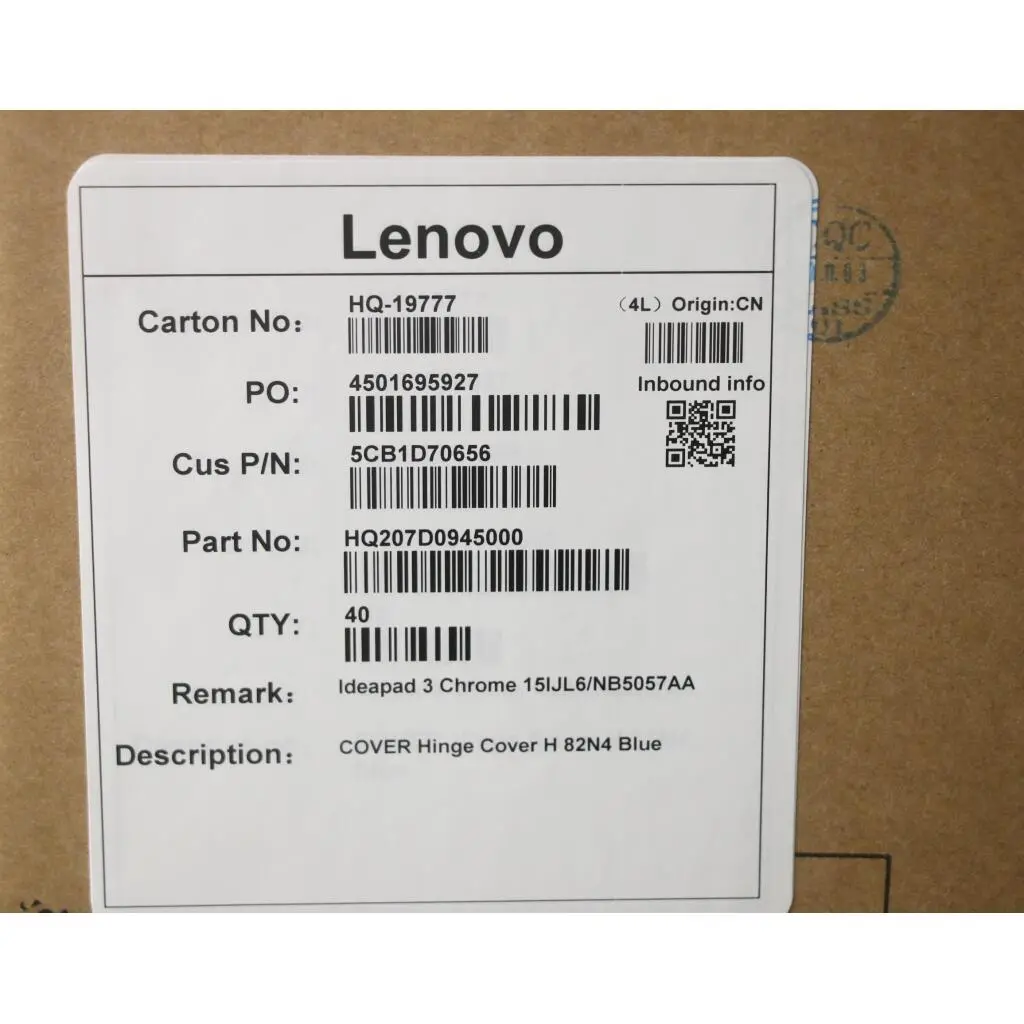 Lenovo
Carton No: HQ-19777
(4L) Origin:CN
PO: 4501695927
Inbound info
Cus P/N: 5CB1D70656
Part No: HQ207D0945000
QTY: 40
Remark: Ideapad 3 Chrome 15IJL6/NB5057AA
Description: COVER Hinge Cover H 82N4 Blue